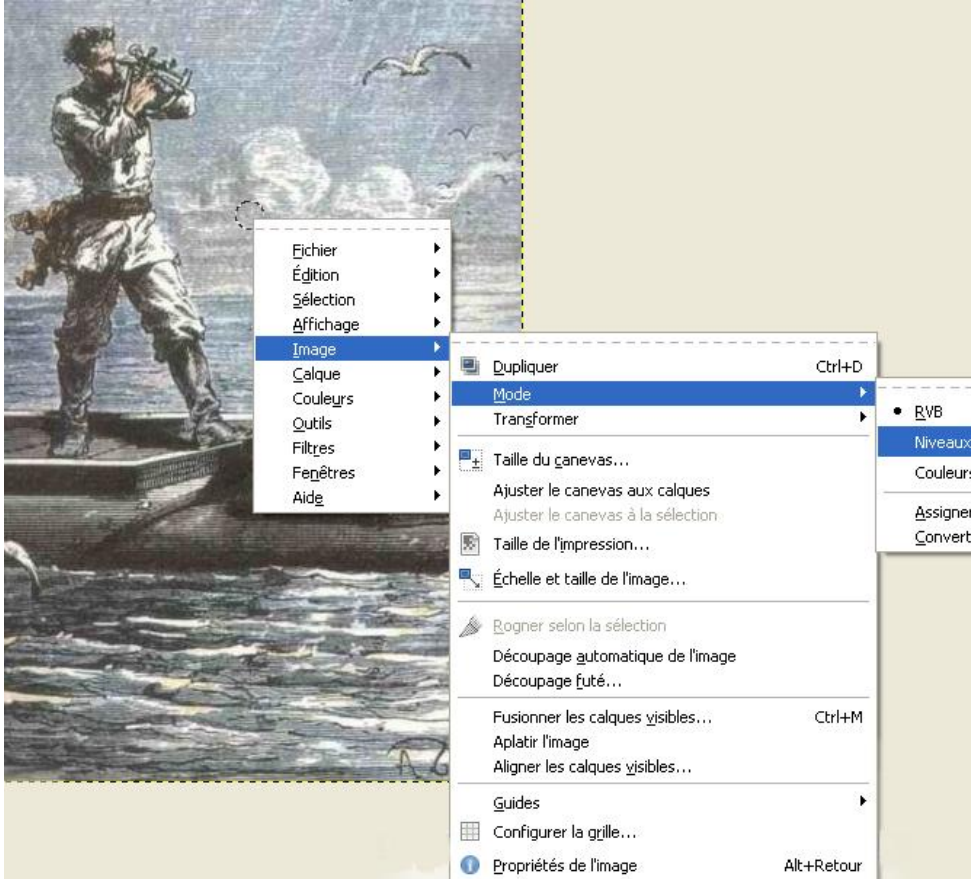 Fichier
Édition
Sélection
Affichage
Image
Calque
Couleurs
Outils
Filtres
Fenêtres
Aide
Dupliquer Ctrl+D
Mode
Transformer
Taille du canevas...
Ajuster le canevas aux calques
Ajuster le canevas à la sélection
Taille de l'impression...
Échelle et taille de l'image...
Rogner selon la sélection
Découpage automatique de l'image
Découpage futé...
Fusionner les calques visibles... Ctrl+M
Aplatir l'image
Aligner les calques visibles...
Guides
Configurer la grille...
Propriétés de l'image Alt+Retour
RVB
Niveaux
Couleurs
Assigner
Convert